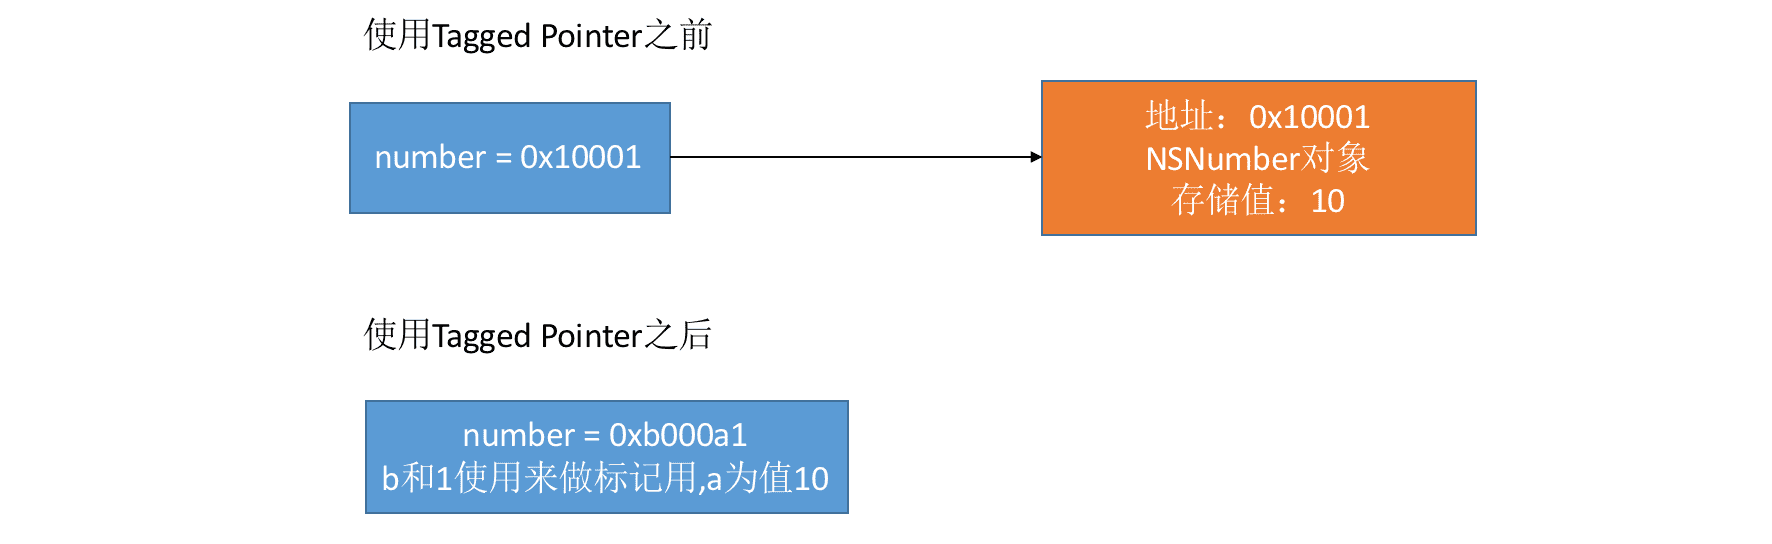 使用Tagged Pointer之前
number = 0x10001
地址：0x10001
NSNumber对象
存储值：10
使用Tagged Pointer之后
number = 0xb000a1
b和1使用来做标记用,a为值10